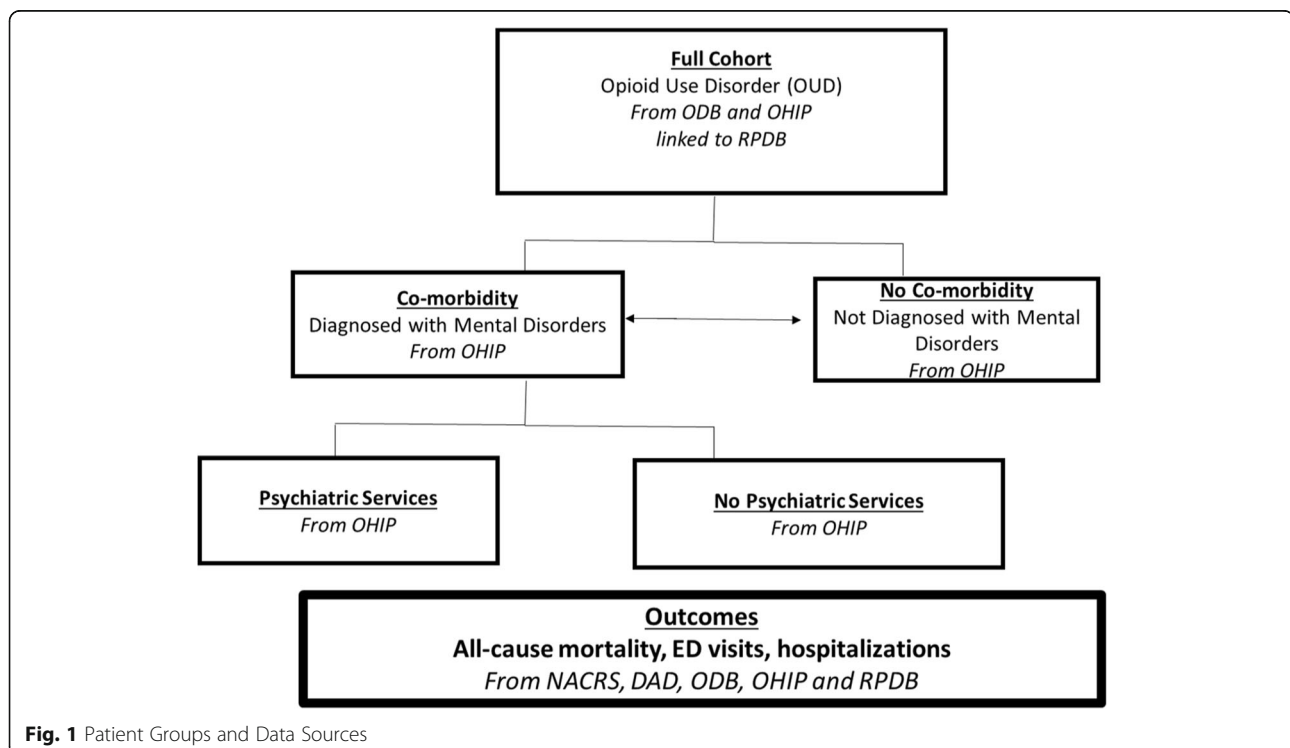 Full Cohort
Opioid Use Disorder (OUD)
From ODB and OHIP
linked to RPDB
Co-morbidity
Diagnosed with Mental Disorders
From OHIP
No Co-morbidity
Not Diagnosed with Mental
Disorders
From OHIP
Psychiatric Services
From OHIP
No Psychiatric Services
From OHIP
Outcomes
All-cause mortality, ED visits, hospitalizations
From NACRS, DAD, ODB, OHIP and RPDB
Fig. 1 Patient Groups and Data Sources